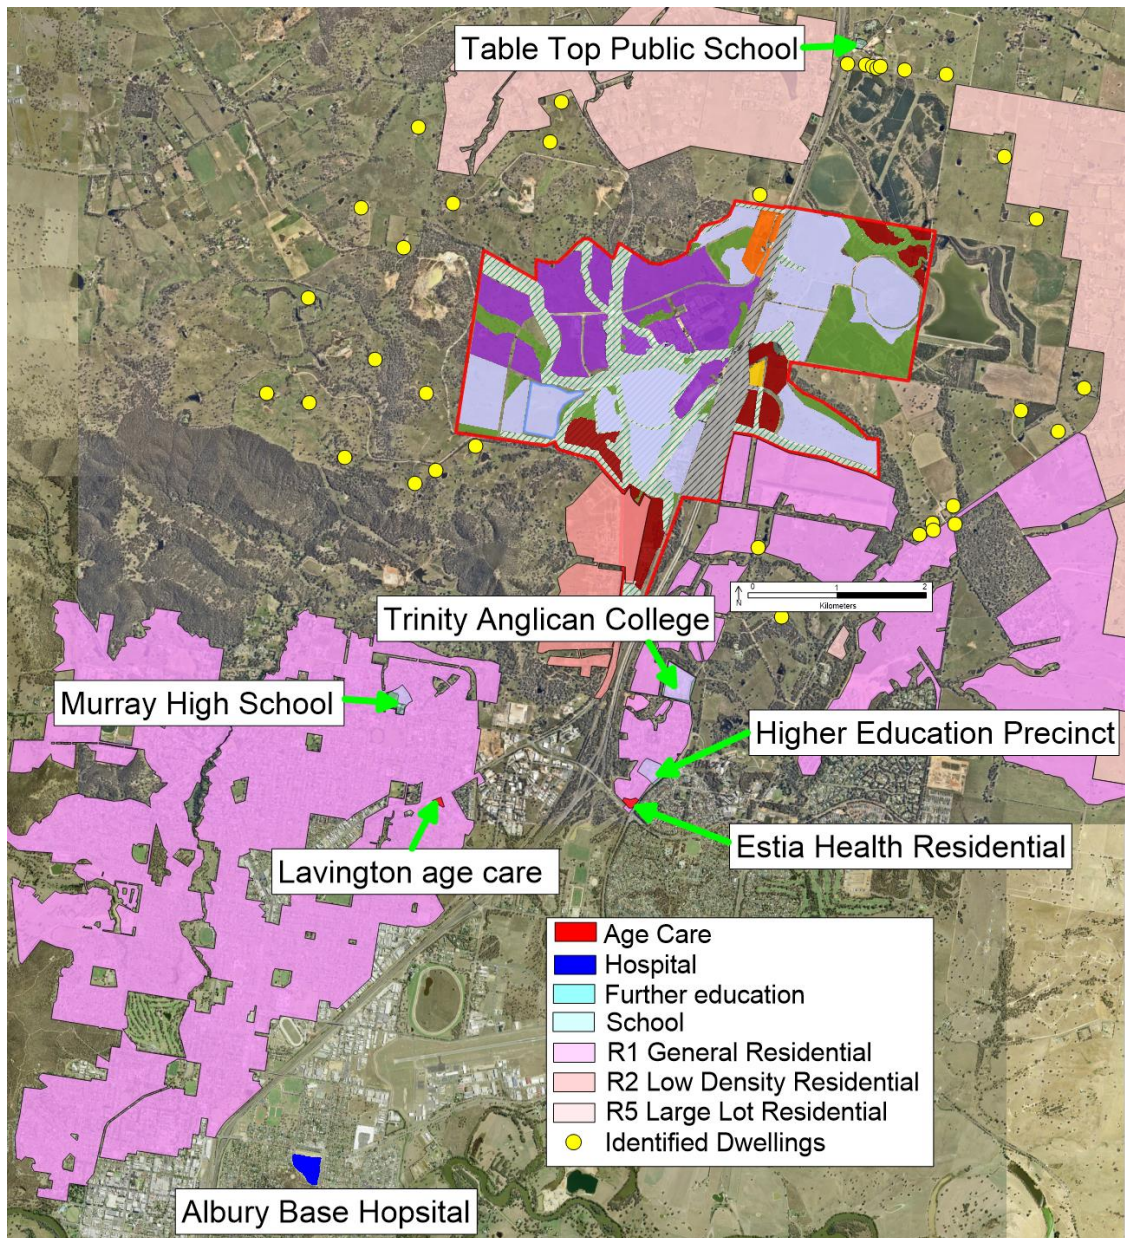 Table Top Public School
0
1
2
N
Kilometers
Trinity Anglican College
Murray High School
Higher Education Precinct
Estia Health Residential
Lavington age care
Age Care
Hospital
Further education
School
R1 General Residential
R2 Low Density Residential
R5 Large Lot Residential
Identified Dwellings
Albury Base Hopsital